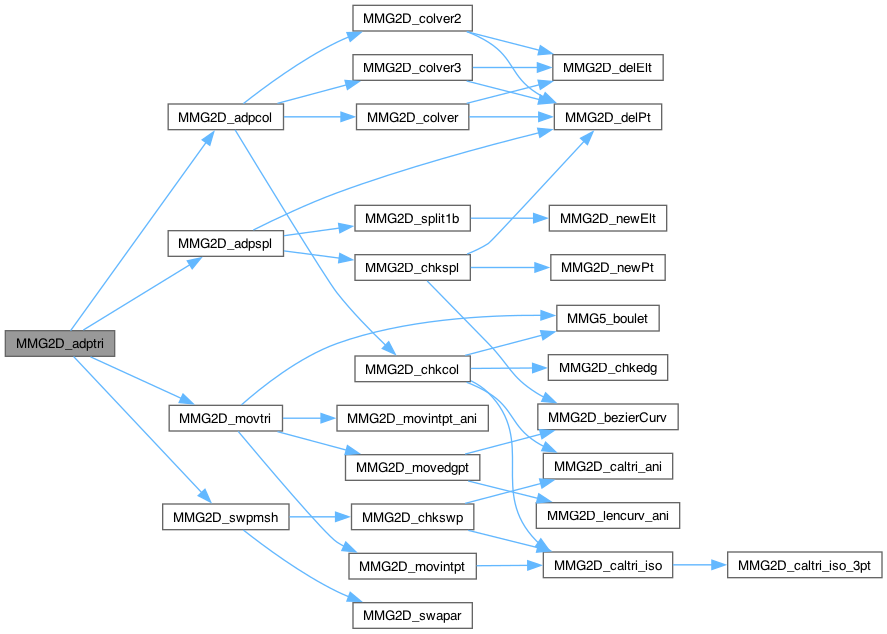 MMG2D_colver2
MMG2D_colver3
MMG2D_delElt
MMG2D_adpcol
MMG2D_colver
MMG2D_delPt
MMG2D_split1b
MMG2D_newElt
MMG2D_adpspl
MMG2D_chkspl
MMG2D_newPt
MMG5_boulet
MMG2D_adptri
MMG2D_chkcol
MMG2D_chkedg
MMG2D_movtri
MMG2D_movintpt_ani
MMG2D_bezierCurv
MMG2D_movedgpt
MMG2D_caltri_ani
MMG2D_swpmsh
MMG2D_chkswp
MMG2D_lencurv_ani
MMG2D_movintpt
MMG2D_caltri_iso
MMG2D_caltri_iso_3pt
MMG2D_swapar